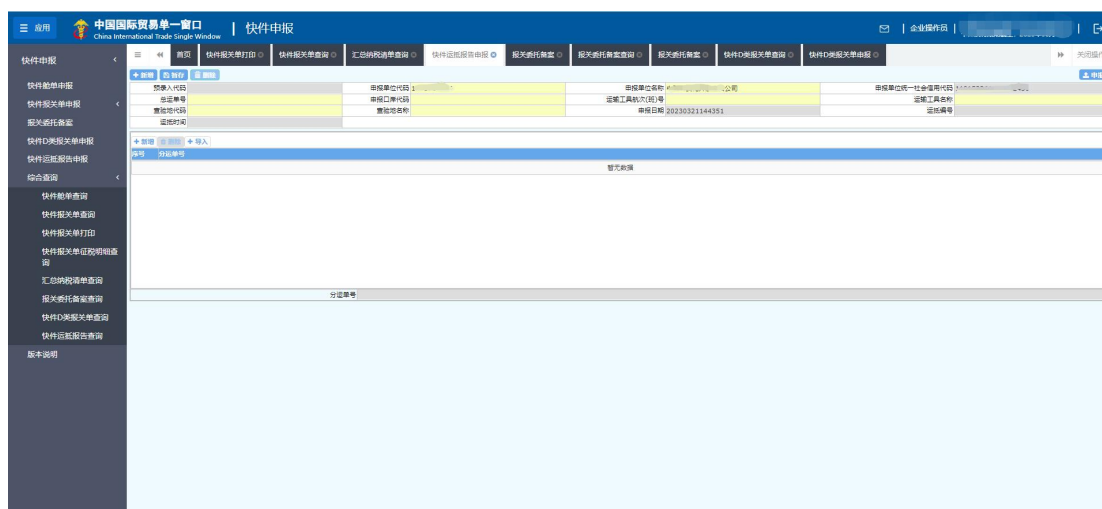 应用
中国国际贸易单一窗口
China International Trade Single Window
快件申报
企业操作员
快件申报
首页 快件报关单打印 快件报关单查询 汇总纳税清单查询 快件运抵报告申报 报关委托备案 报关委托备案查询 报关委托备案 快件D类报关单查询 快件D类报关单申报 关闭操作
新增 暂存 删除 申报
预录入代码 申报单位代码 申报单位名称 公司 申报单位统一社会信用代码
总运单号 申报口岸代码 运输工具航次(班)号 运输工具名称
查验地代码 查验地名称 申报日期 20230321144351 运抵编号
运抵时间
新增 删除 导入
序号 分运单号
暂无数据
分运单号
快件舱单申报
快件报关单申报
报关委托备案
快件D类报关单申报
快件运抵报告申报
综合查询
快件舱单查询
快件报关单查询
快件报关单打印
快件报关单征税明细查
询
汇总纳税清单查询
报关委托备案查询
快件D类报关单查询
快件运抵报告查询
版本说明